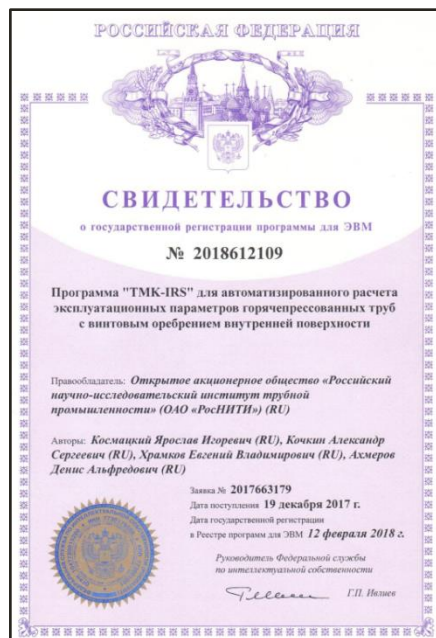 РОССИЙСКАЯ ФЕДЕРАЦИЯ
СВИДЕТЕЛЬСТВО
о государственной регистрации программы для ЭВМ
№ 2018612109
Программа "TMK-IRS" для автоматизированного расчета
эксплуатационных параметров горячепрессованных труб
с винтовым оребрением внутренней поверхности
Правообладатель: Открытое акционерное общество «Российский
научно-исследовательский институт трубной
промышленности» (ОАО «РосНИТИ») (RU)
Авторы: Космацкий Ярослав Игоревич (RU), Кочкин Александр
Сергеевич (RU), Храмков Евгений Владимирович (RU), Ахмеров
Денис Альфредович (RU)
Заявка № 2017663179
Дата поступления 19 декабря 2017 г.
Дата государственной регистрации
в Реестре программ для ЭВМ 12 февраля 2018 г.
Руководитель Федеральной службы
по интеллектуальной собственности
Г.П. Ивлиев